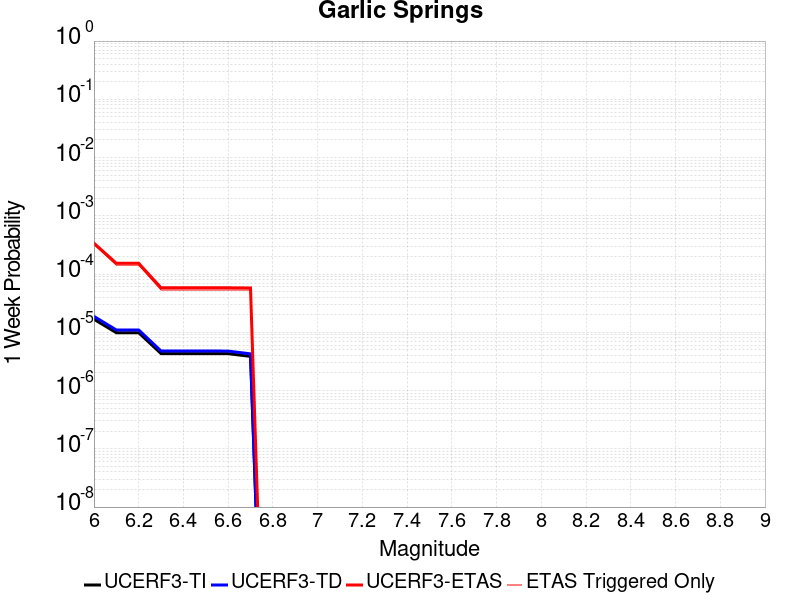 Garlic Springs
10^0
10^-1
10^-2
10^-3
10^-4
10^-5
10^-6
10^-7
10^-8
1 Week Probability
6 6.2 6.4 6.6 6.8 7 7.2 7.4 7.6 7.8 8 8.2 8.4 8.6 8.8 9
Magnitude
UCERF3-TI UCERF3-TD UCERF3-ETAS ETAS Triggered Only